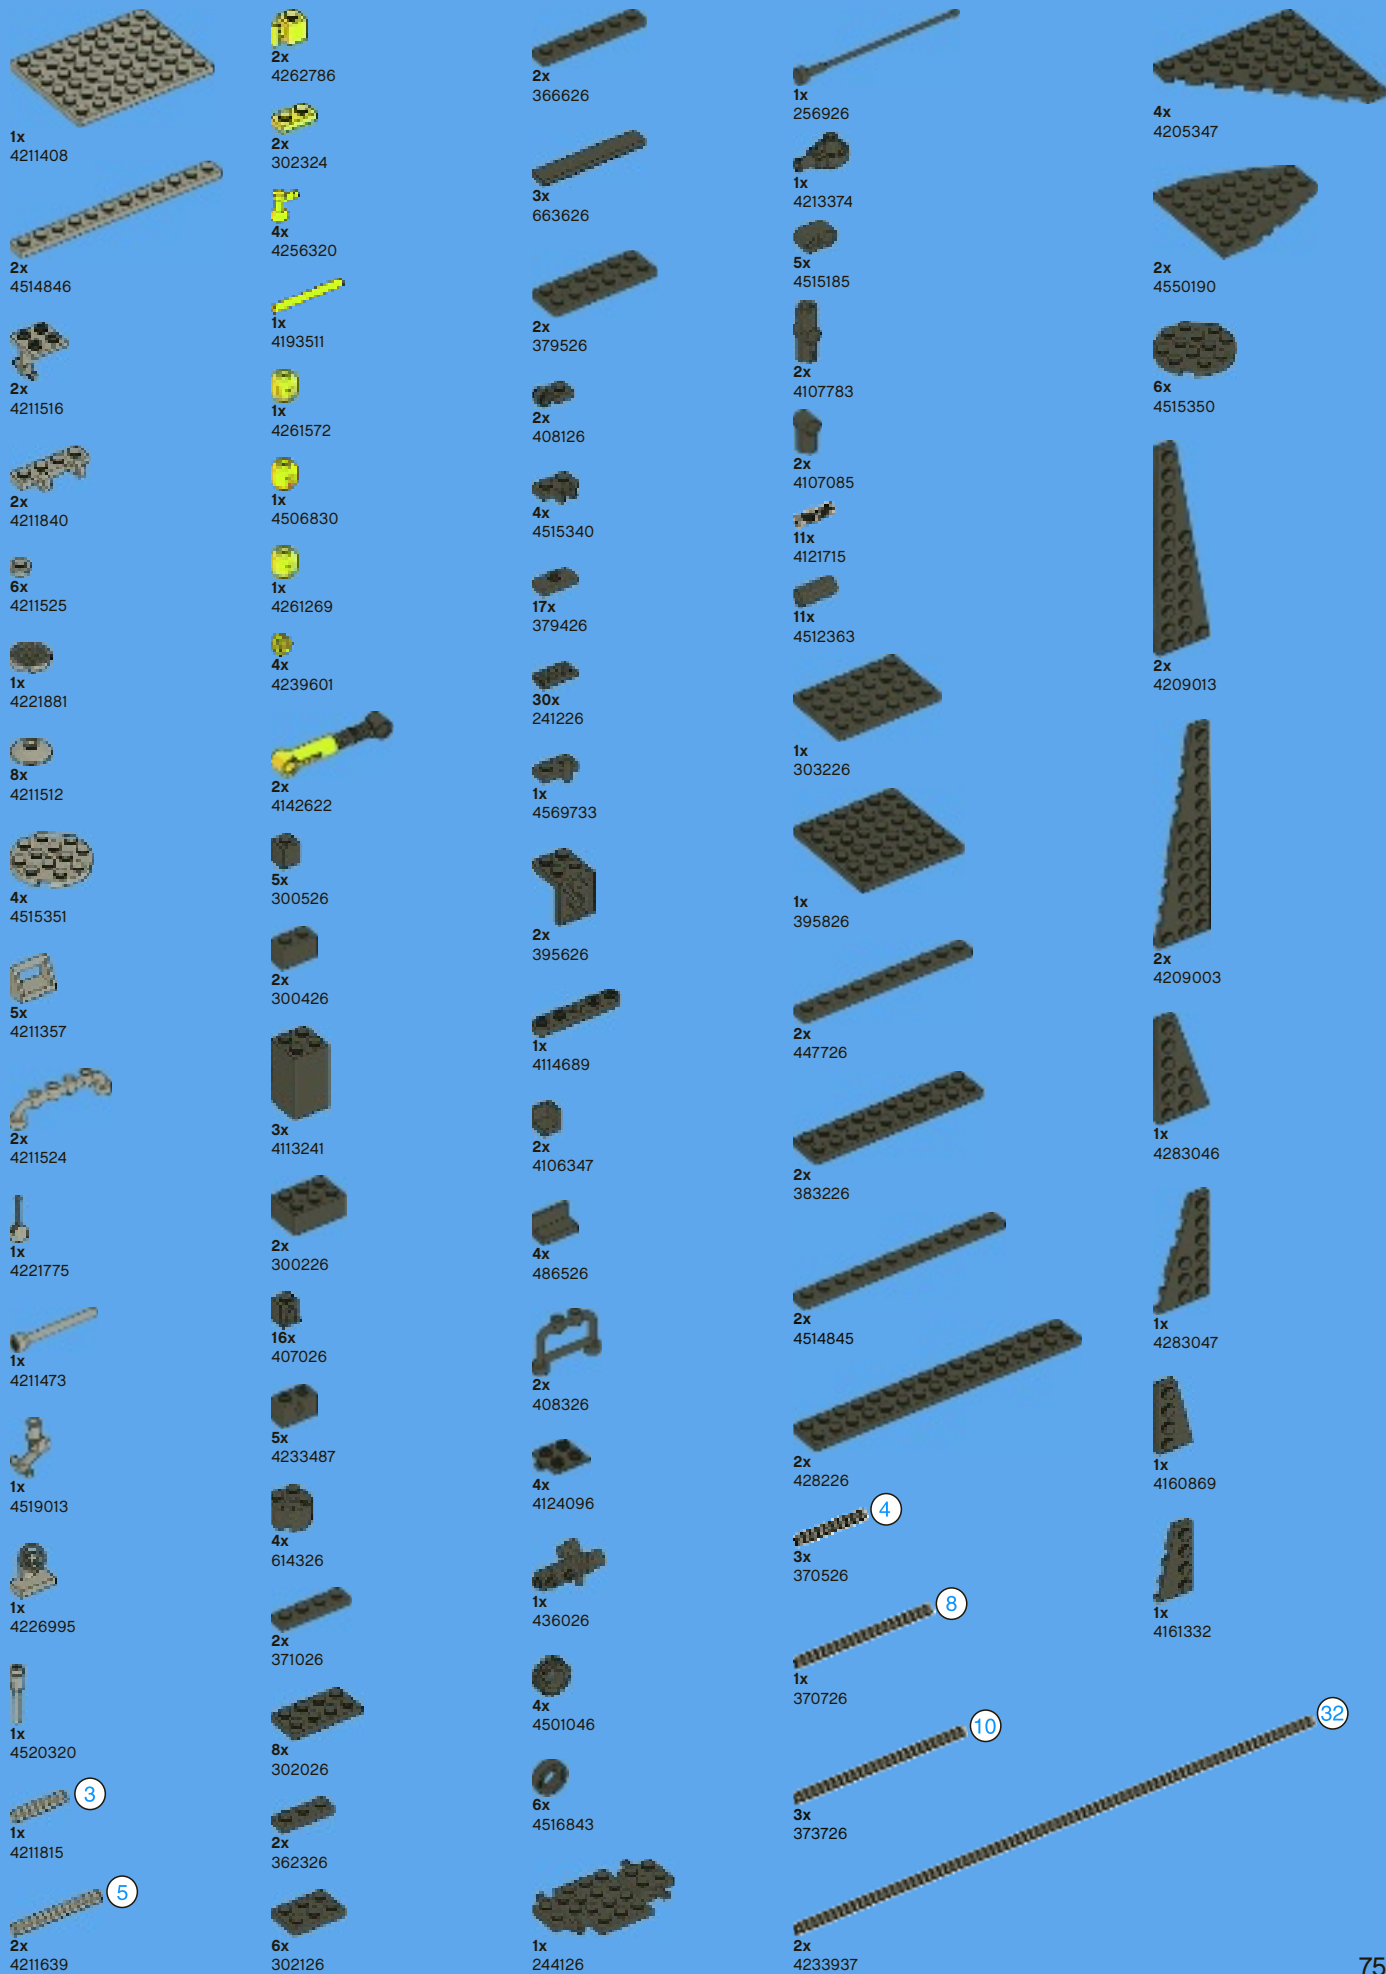 1x
4211408
2x
4514846
2x
4211516
2x
4211840
6x
4211525
1x
4221881
8x
4211512
4x
4515351
5x
4211357
2x
4211524
1x
4221775
1x
4211473
1x
4519013
1x
4226995
1x
4520320
3
1x
4211815
5
2x
4211639
2x
4262786
2x
302324
4x
4256320
1x
4193511
1x
4261572
1x
4506830
1x
4261269
4x
4239601
2x
4142622
5x
300526
2x
300426
3x
4113241
2x
300226
16x
407026
5x
4233487
4x
614326
2x
371026
8x
302026
2x
362326
6x
302126
2x
366626
3x
663626
2x
379526
2x
408126
4x
4515340
17x
379426
30x
241226
1x
4569733
2x
395626
1x
4114689
2x
4106347
4x
486526
2x
408326
4x
4124096
1x
436026
4x
4501046
6x
4516843
1x
244126
1x
256926
1x
4213374
5x
4515185
2x
4107783
2x
4107085
11x
4121715
11x
4512363
1x
303226
1x
395826
2x
447726
2x
383226
2x
4514845
2x
428226
4
3x
370526
8
1x
370726
10
3x
373726
32
2x
4233937
4x
4205347
2x
4550190
6x
4515350
2x
4209013
2x
4209003
1x
4283046
1x
4283047
1x
4160869
1x
4161332
75